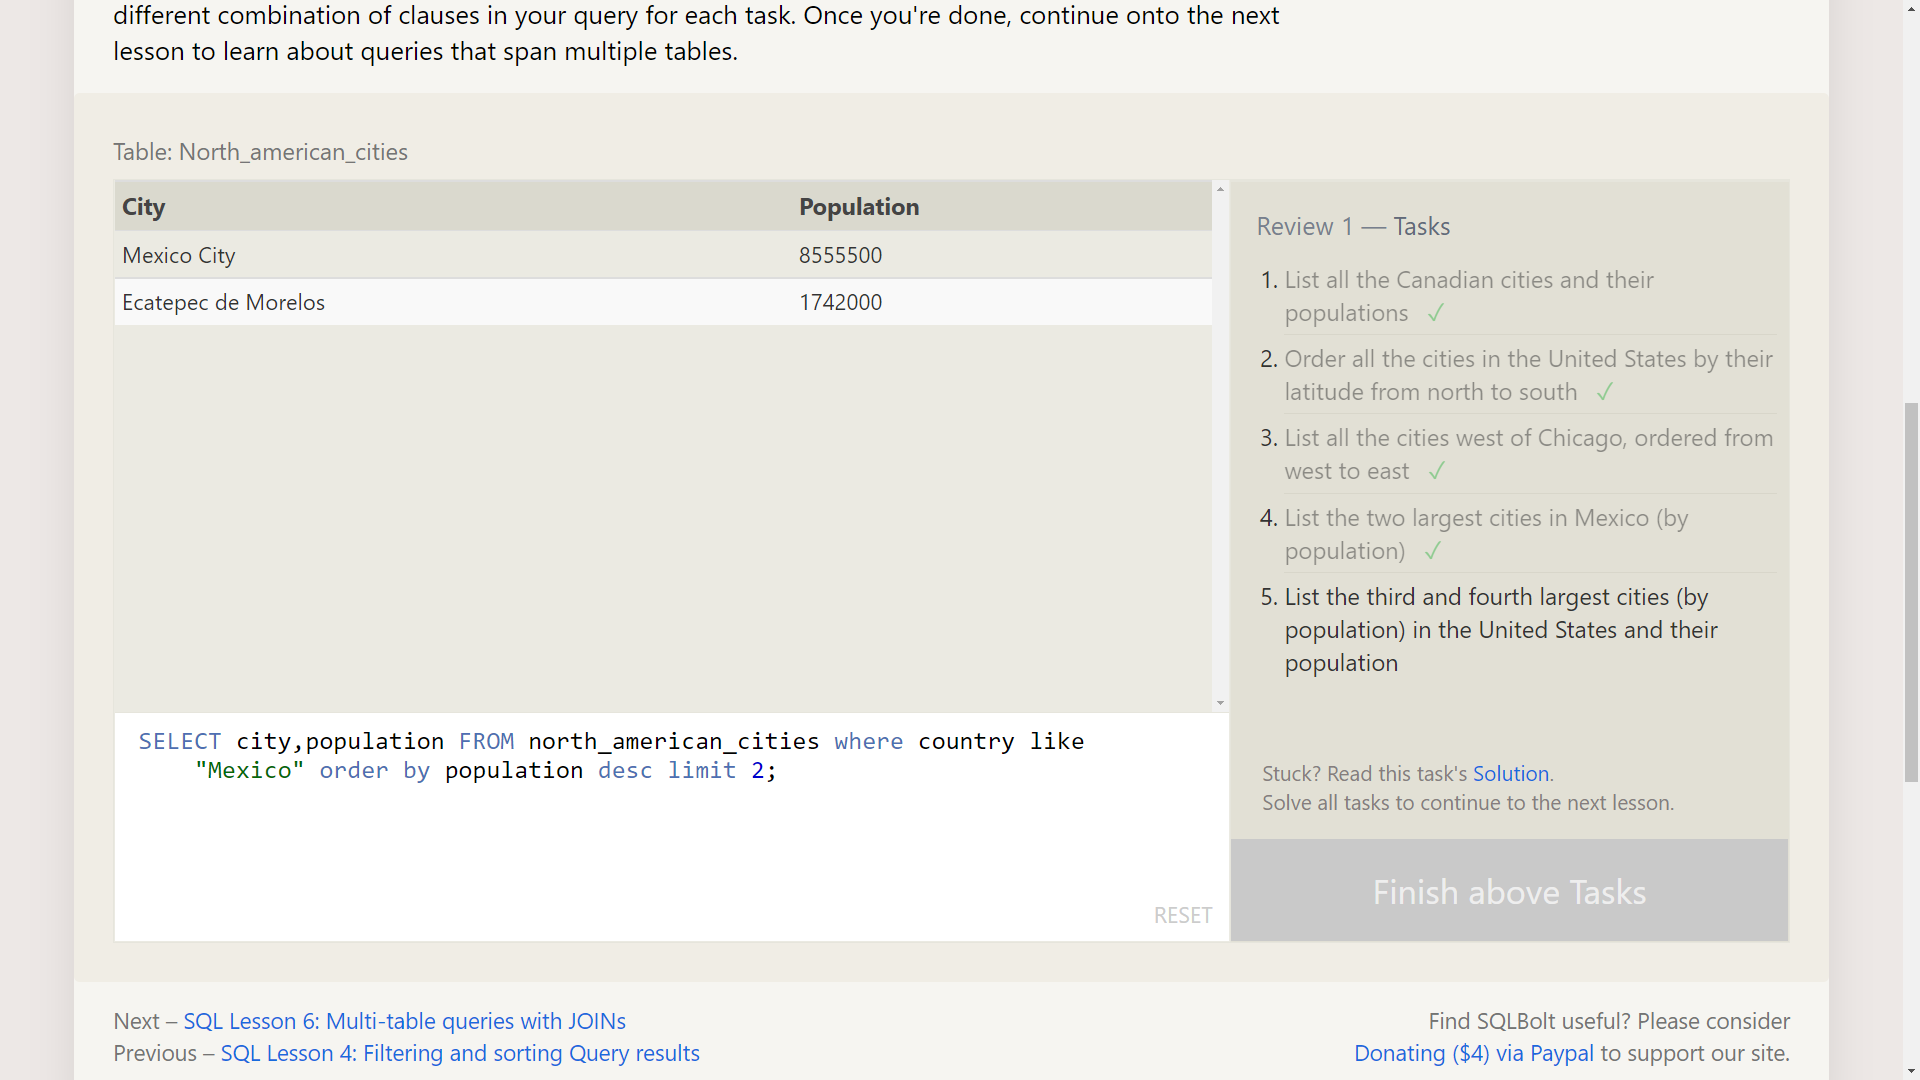 different combination of clauses in your query for each task. Once you're done, continue onto the next
lesson to learn about queries that span multiple tables.
Table: North_american_cities
City Population
Mexico City 8555500
Ecatepec de Morelos 1742000
SELECT city,population FROM north_american_cities where country like
"Mexico" order by population desc limit 2;
RESET
Review 1 — Tasks
1. List all the Canadian cities and their
populations ✓
2. Order all the cities in the United States by their
latitude from north to south ✓
3. List all the cities west of Chicago, ordered from
west to east ✓
4. List the two largest cities in Mexico (by
population) ✓
5. List the third and fourth largest cities (by
population) in the United States and their
population
Stuck? Read this task's Solution.
Solve all tasks to continue to the next lesson.
Finish above Tasks
Next – SQL Lesson 6: Multi-table queries with JOINs
Previous – SQL Lesson 4: Filtering and sorting Query results
Find SQLBolt useful? Please consider
Donating ($4) via Paypal to support our site.